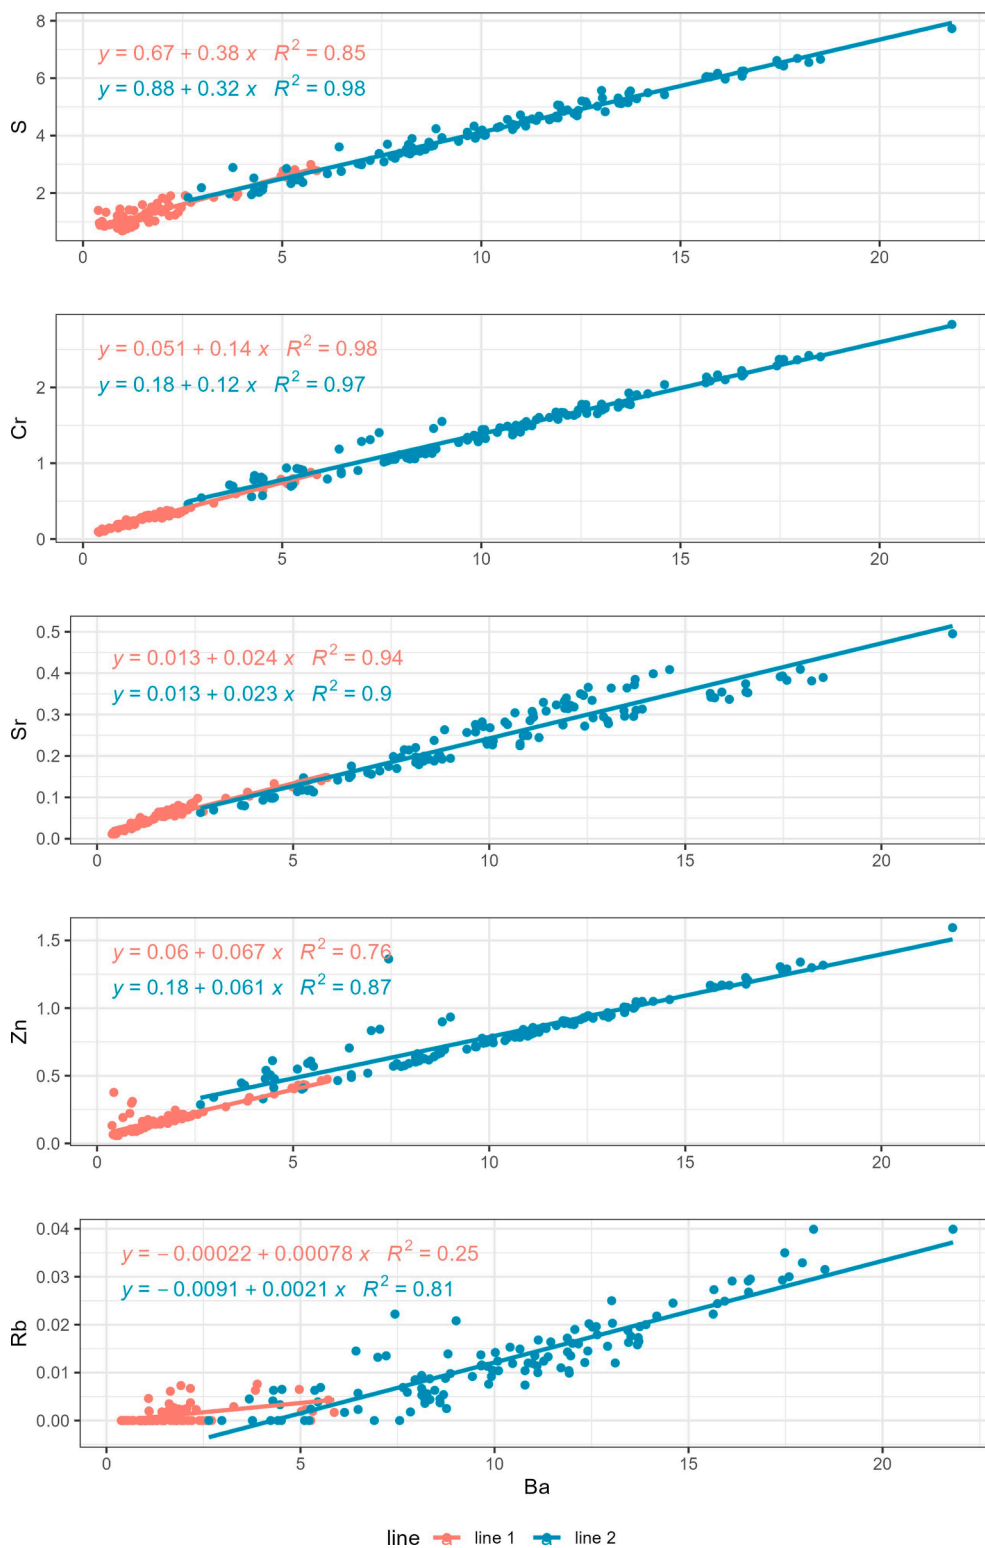 8
6
4
2
S
y = 0.67 + 0.38 x R² = 0.85
y = 0.88 + 0.32 x R² = 0.98
0 5 10 15 20
2
1
0
Cr
y = 0.051 + 0.14 x R² = 0.98
y = 0.18 + 0.12 x R² = 0.97
0 5 10 15 20
0.5
0.4
0.3
0.2
0.1
0.0
Sr
y = 0.013 + 0.024 x R² = 0.94
y = 0.013 + 0.023 x R² = 0.9
0 5 10 15 20
1.5
1.0
0.5
0.0
Zn
y = 0.06 + 0.067 x R² = 0.76
y = 0.18 + 0.061 x R² = 0.87
0 5 10 15 20
0.04
0.03
0.02
0.01
0.00
Rb
y = − 0.00022 + 0.00078 x R² = 0.25
y = − 0.0091 + 0.0021 x R² = 0.81
0 5 10 15 20
Ba
line line 1 line 2